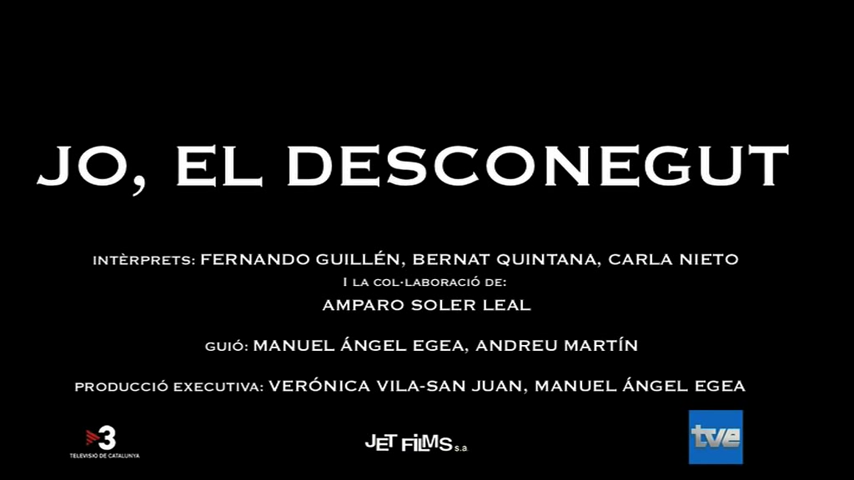 JO, EL DESCONEGUT
INTÈRPRETS: FERNANDO GUILLÉN, BERNAT QUINTANA, CARLA NIETO
I LA COL·LABORACIÓ DE:
AMPARO SOLER LEAL
GUIÓ: MANUEL ÁNGEL EGEA, ANDREU MARTÍN
PRODUCCIÓ EXECUTIVA: VERÓNICA VILA-SAN JUAN, MANUEL ÁNGEL EGEA
3
TELEVISIÓ DE CATALUNYA
JET FiLMS s.a.
tve